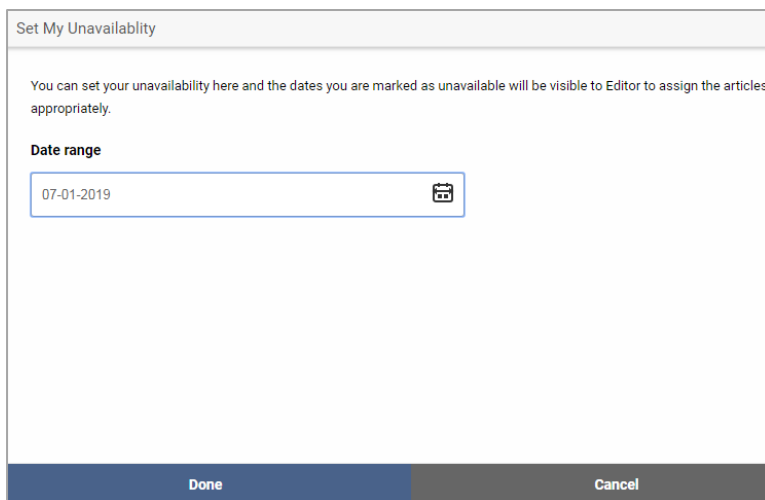 Set My Unavailablity
You can set your unavailability here and the dates you are marked as unavailable will be visible to Editor to assign the articles
appropriately.
Date range
07-01-2019
Done
Cancel